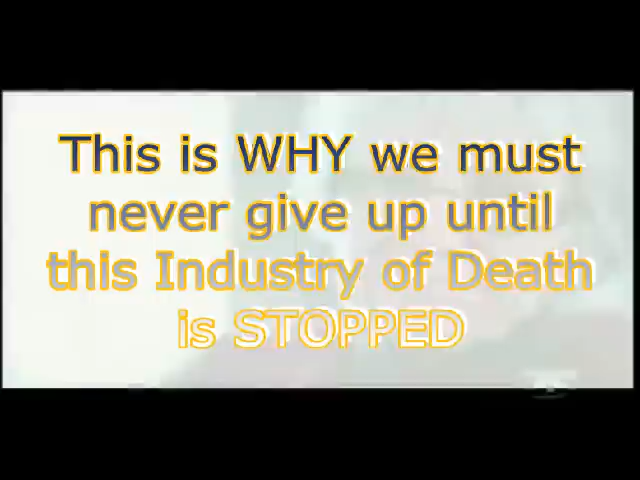 This is WHY we must
never give up until
this Industry of Death
is STOPPED